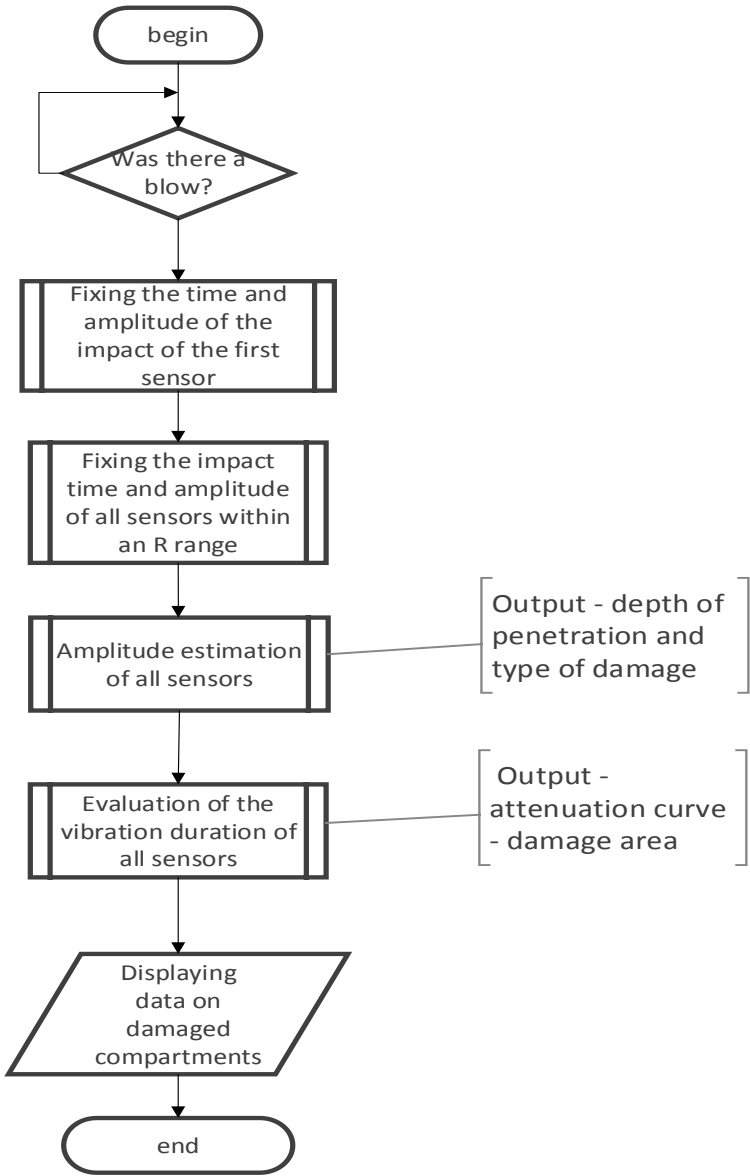 begin
Was there a
blow?
Fixing the time and
amplitude of the
impact of the first
sensor
Fixing the impact
time and amplitude
of all sensors within
an R range
Amplitude estimation
of all sensors
Output - depth of
penetration and
type of damage
Evaluation of the
vibration duration of
all sensors
Output -
attenuation curve
- damage area
Displaying
data on
damaged
compartments
end